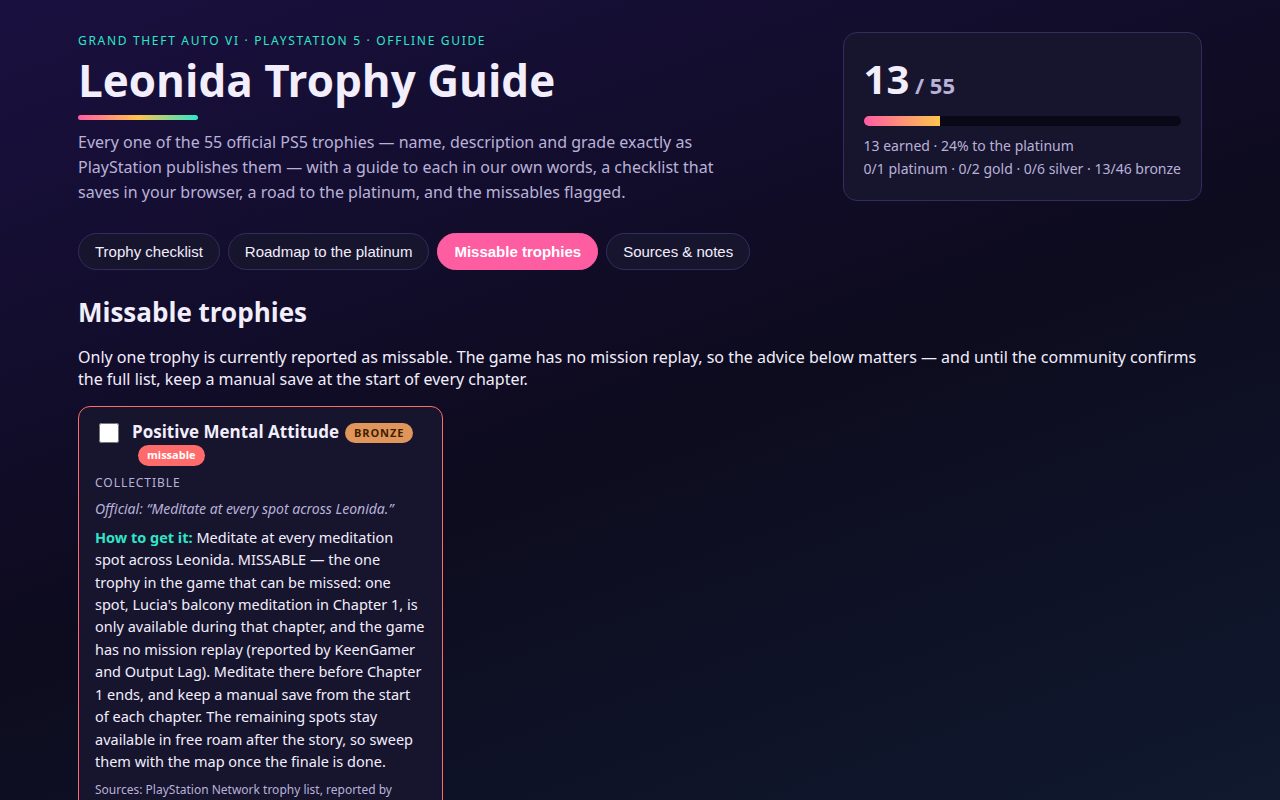 GRAND THEFT AUTO VI · PLAYSTATION 5 · OFFLINE GUIDE
Leonida Trophy Guide
Every one of the 55 official PS5 trophies — name, description and grade exactly as
PlayStation publishes them — with a guide to each in our own words, a checklist that
saves in your browser, a road to the platinum, and the missables flagged.
13 / 55
13 earned · 24% to the platinum
0/1 platinum · 0/2 gold · 0/6 silver · 13/46 bronze
Trophy checklist
Roadmap to the platinum
Missable trophies
Sources & notes
Missable trophies
Only one trophy is currently reported as missable. The game has no mission replay, so the advice below matters — and until the community confirms
the full list, keep a manual save at the start of every chapter.
Positive Mental Attitude BRONZE
missable
COLLECTIBLE
Official: “Meditate at every spot across Leonida.”
How to get it: Meditate at every meditation
spot across Leonida. MISSABLE — the one
trophy in the game that can be missed: one
spot, Lucia's balcony meditation in Chapter 1, is
only available during that chapter, and the game
has no mission replay (reported by KeenGamer
and Output Lag). Meditate there before Chapter
1 ends, and keep a manual save from the start
of each chapter. The remaining spots stay
available in free roam after the story, so sweep
them with the map once the finale is done.
Sources: PlayStation Network trophy list, reported by